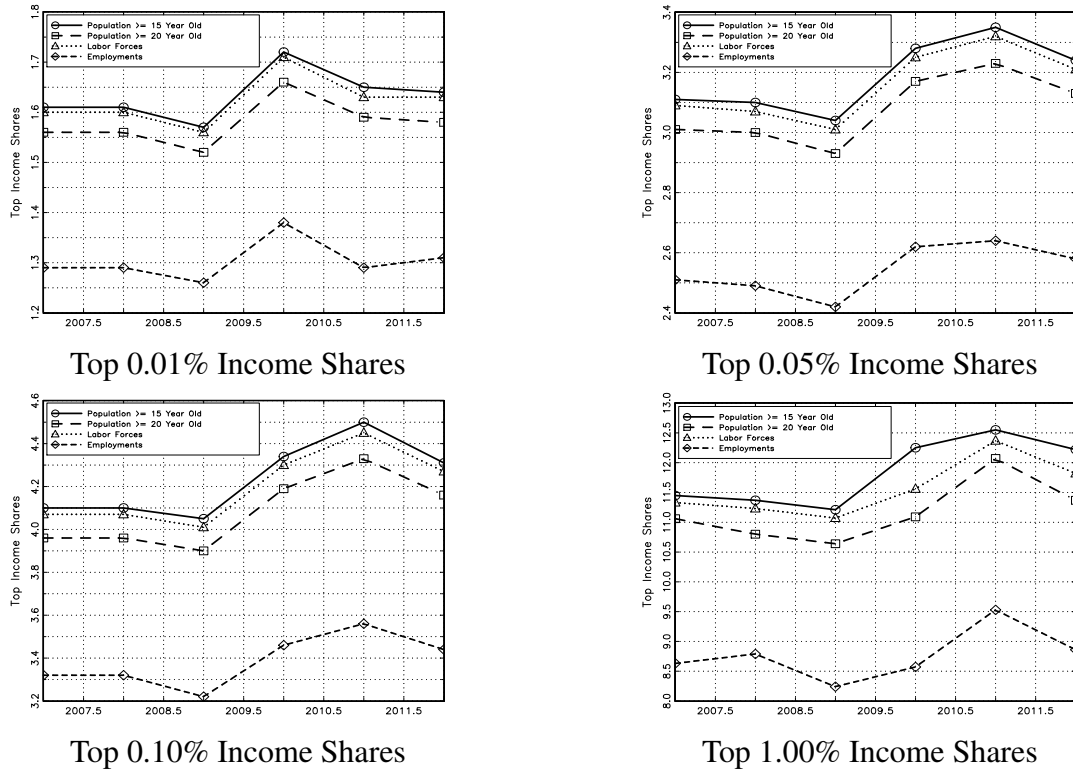 1.8
1.7
1.6
1.5
1.4
1.3
1.2
Top Income Shares
Population >= 15 Year Old
Population >= 20 Year Old
Labor Forces
Employments
2007.5 2008.5 2009.5 2010.5 2011.5
Top 0.01% Income Shares
3.4
3.2
3.0
2.8
2.6
2.4
Top Income Shares
Population >= 15 Year Old
Population >= 20 Year Old
Labor Forces
Employments
2007.5 2008.5 2009.5 2010.5 2011.5
Top 0.05% Income Shares
4.6
4.4
4.2
4.0
3.8
3.6
3.4
3.2
Top Income Shares
Population >= 15 Year Old
Population >= 20 Year Old
Labor Forces
Employments
2007.5 2008.5 2009.5 2010.5 2011.5
Top 0.10% Income Shares
13.0
12.5
12.0
11.5
11.0
10.5
10.0
9.5
9.0
8.5
8.0
Top Income Shares
Population >= 15 Year Old
Population >= 20 Year Old
Labor Forces
Employments
2007.5 2008.5 2009.5 2010.5 2011.5
Top 1.00% Income Shares